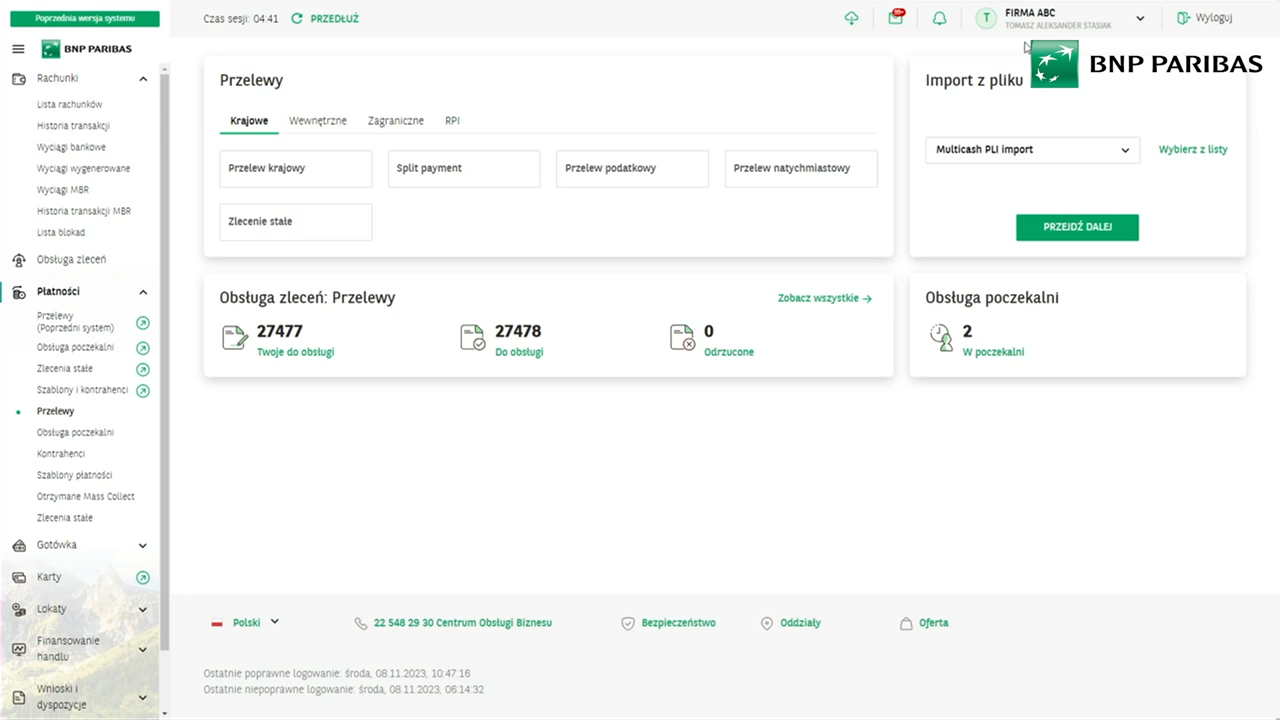 Poprzednia wersja systemu
Czas sesji: 04:41
PRZEDŁUŻ
99+
T
FIRMA ABC
TOMASZ ALEKSANDER STASIAK
Wyloguj
BNP PARIBAS
BNP PARIBAS
Rachunki
Lista rachunków
Historia transakcji
Wyciągi bankowe
Wyciągi wygenerowane
Wyciągi MBR
Historia transakcji MBR
Lista blokad
Obsługa zleceń
Płatności
Przelewy
(Poprzedni system)
Obsługa poczekalni
Zlecenia stałe
Szablony i kontrahenci
Przelewy
Obsługa poczekalni
Kontrahenci
Szablony płatności
Otrzymane Mass Collect
Zlecenia stałe
Gotówka
Karty
Lokaty
Finansowanie
handlu
Wnioski i
dyspozycje
Przelewy
Krajowe
Wewnętrzne
Zagraniczne
RPI
Przelew krajowy
Split payment
Przelew podatkowy
Przelew natychmiastowy
Zlecenie stałe
Import z pliku
Multicash PLI import
Wybierz z listy
PRZEJDŹ DALEJ
Obsługa zleceń: Przelewy
Zobacz wszystkie
27477
Twoje do obsługi
27478
Do obsługi
0
Odrzucone
Obsługa poczekalni
2
W poczekalni
Polski
22 548 29 30 Centrum Obsługi Biznesu
Bezpieczeństwo
Oddziały
Oferta
Ostatnie poprawne logowanie: środa, 08.11.2023, 10:47:16
Ostatnie niepoprawne logowanie: środa, 08.11.2023, 06:14:32